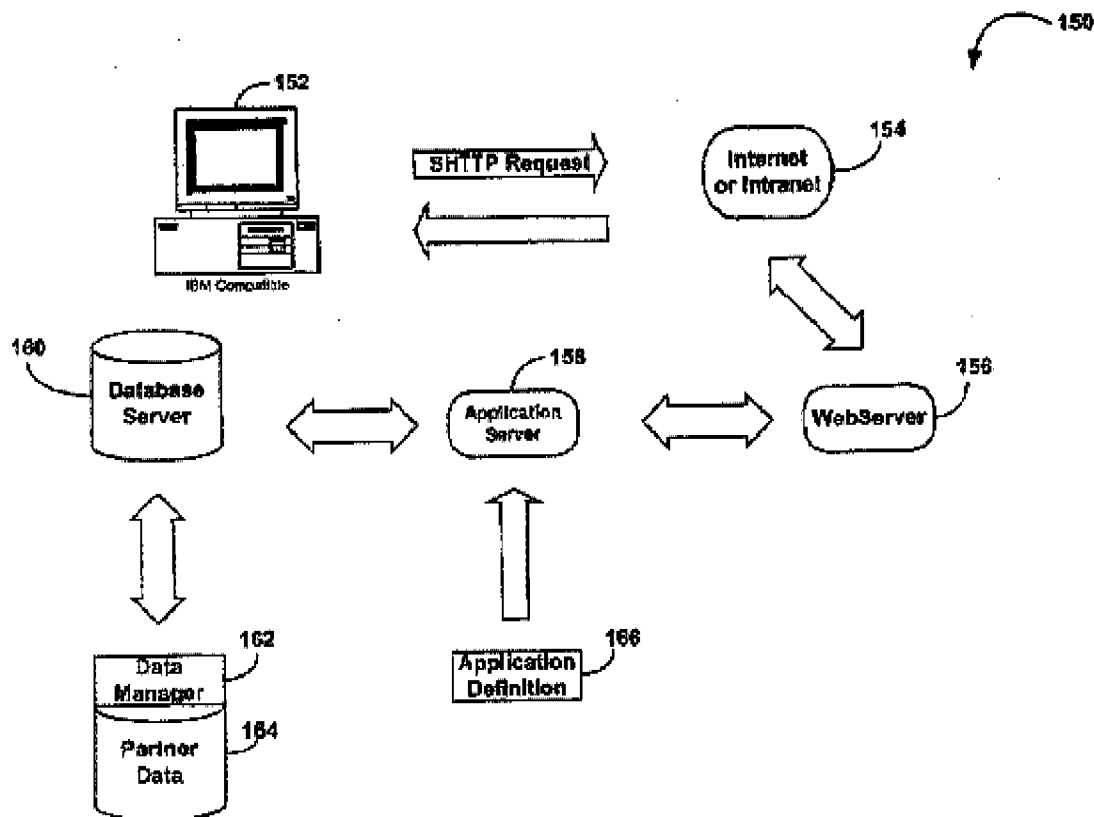 150
152
SHTTP Request
Internet
or Intranet
154
IBM Compatible
160
Database
Server
158
Application
Server
156
WebServer
162
Data
Manager
164
Partner
Data
166
Application
Definition